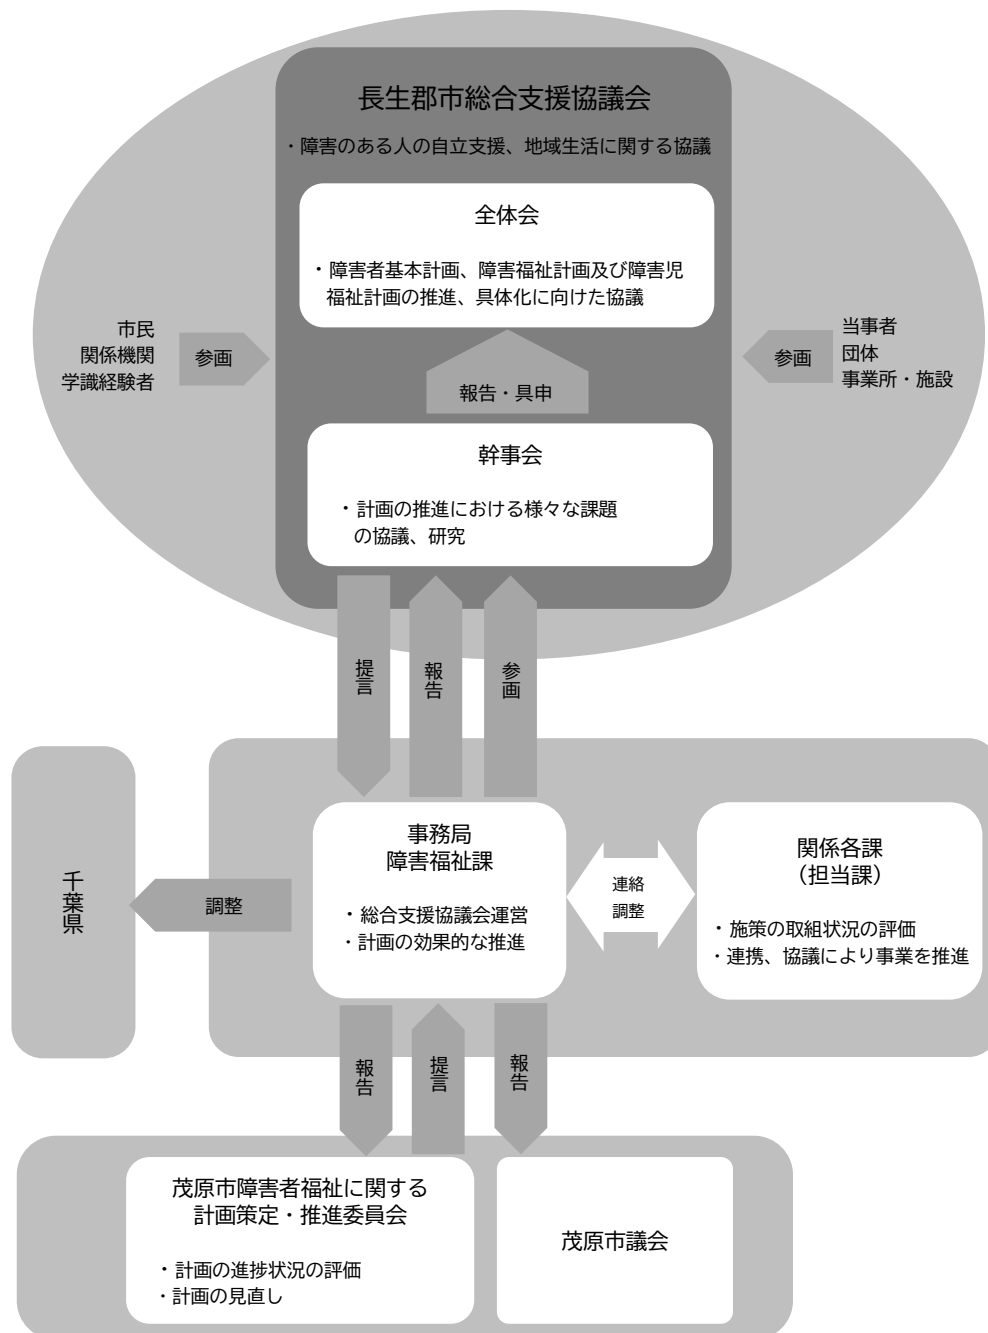 長生郡市総合支援協議会
・障害のある人の自立支援、地域生活に関する協議
全体会
・障害者基本計画、障害福祉計画及び障害児
福祉計画の推進、具体化に向けた協議
市民
関係機関
学識経験者
参画
参画
当事者
団体
事業所・施設
報告・具申
幹事会
・計画の推進における様々な課題
の協議、研究
提言
報告
参画
千葉県
調整
事務局
障害福祉課
・総合支援協議会運営
・計画の効果的な推進
連絡
調整
関係各課
（担当課）
・施策の取組状況の評価
・連携、協議により事業を推進
報告
提言
報告
茂原市障害者福祉に関する
計画策定・推進委員会
・計画の進捗状況の評価
・計画の見直し
茂原市議会